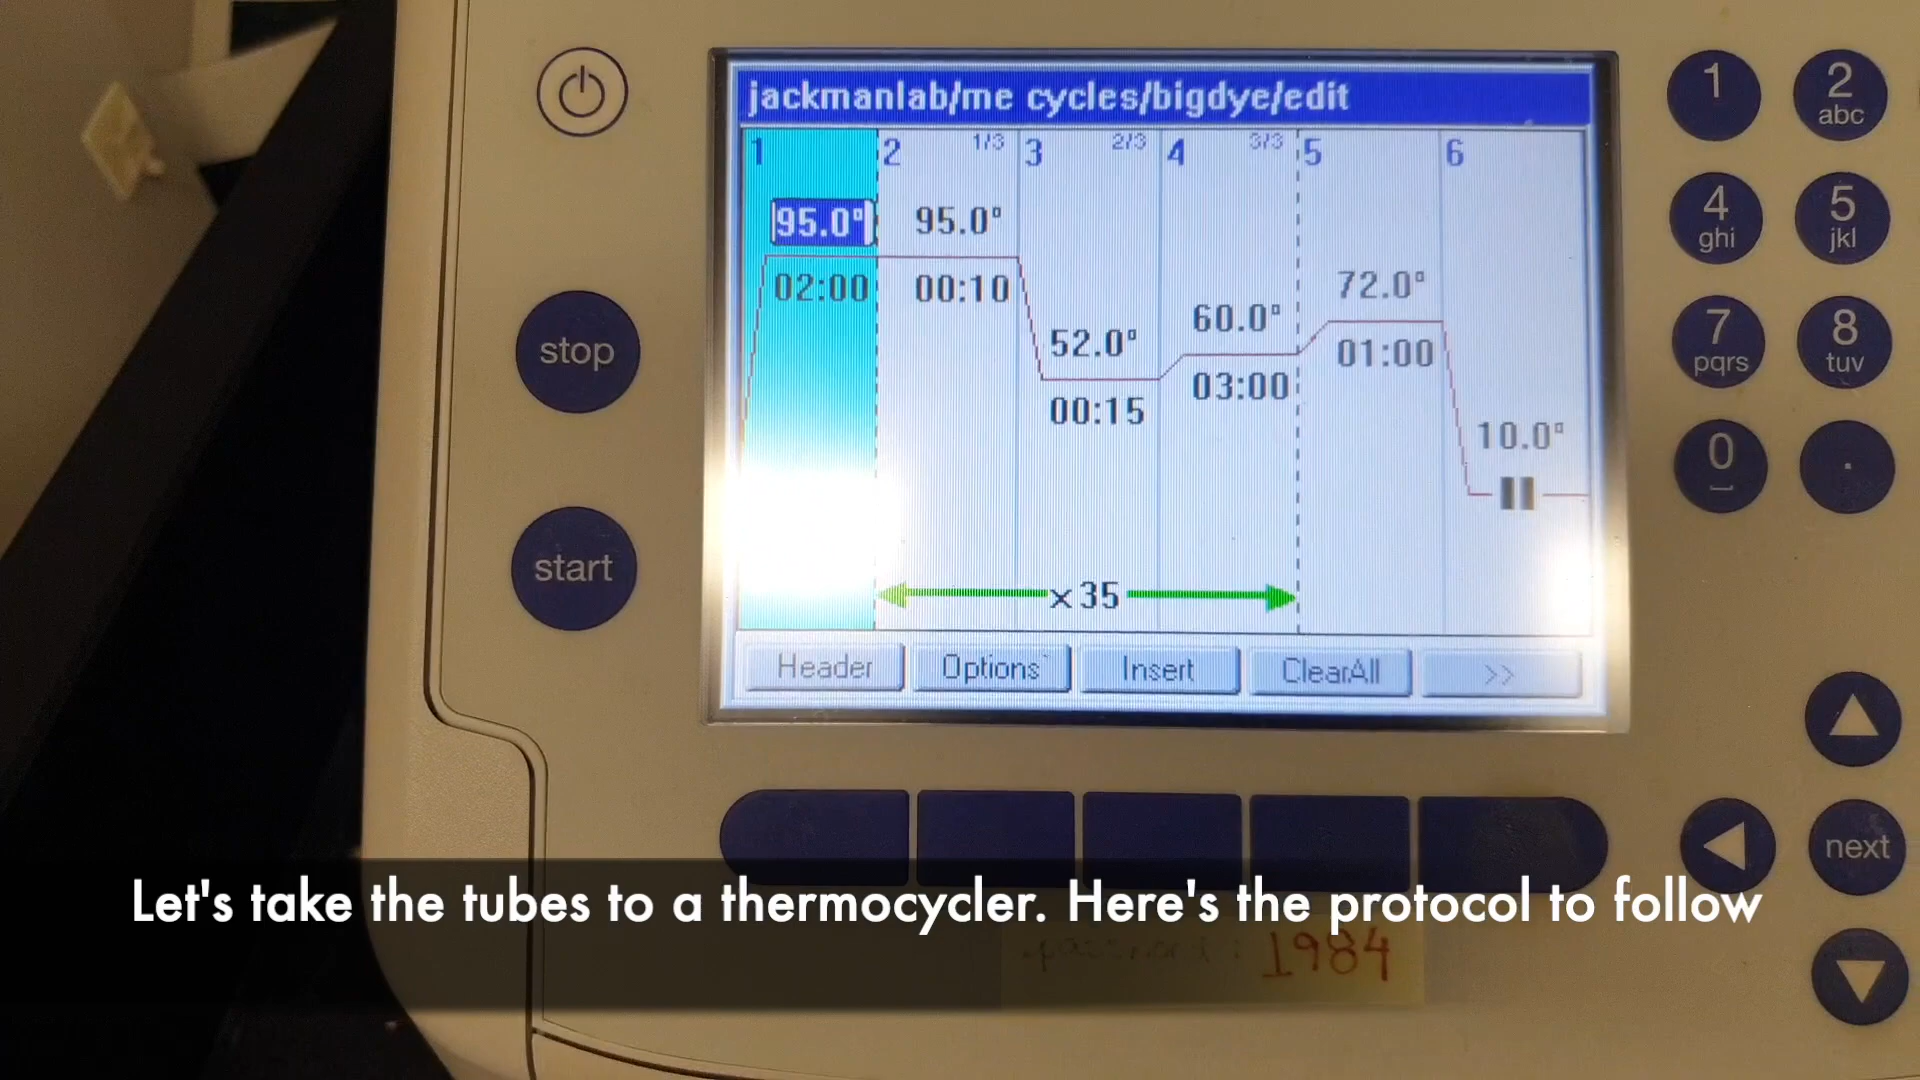 jackmanlab/me cycles/bigdye/edit
1 2 1/3 3 2/3 4 3/3 5 6
95.0° 95.0°
02:00 00:10
52.0°
00:15
60.0°
03:00
72.0°
01:00
10.0°
x35
Header Options Insert ClearAll >>
stop
start
1
2
abc
4
ghi
5
jkl
7
pqrs
8
tuv
0
.
next
Let's take the tubes to a thermocycler. Here's the protocol to follow
1984